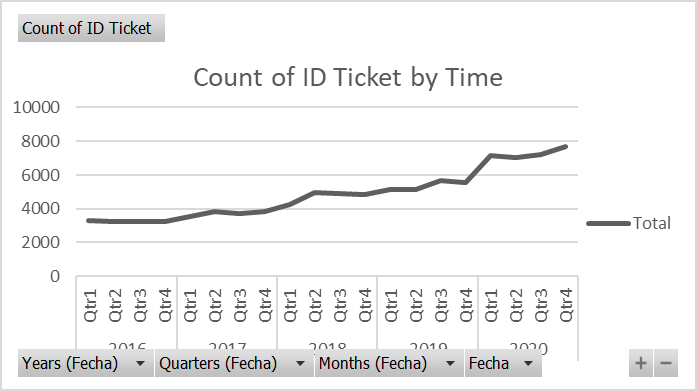 Count of ID Ticket
Count of ID Ticket by Time
10000
8000
6000
4000
2000
0
Total
Qtr1 Qtr2 Qtr3 Qtr4 Qtr1 Qtr2 Qtr3 Qtr4 Qtr1 Qtr2 Qtr3 Qtr4 Qtr1 Qtr2 Qtr3 Qtr4 Qtr1 Qtr2 Qtr3 Qtr4
2016 2017 2018 2019 2020
Years (Fecha) Quarters (Fecha) Months (Fecha) Fecha + −